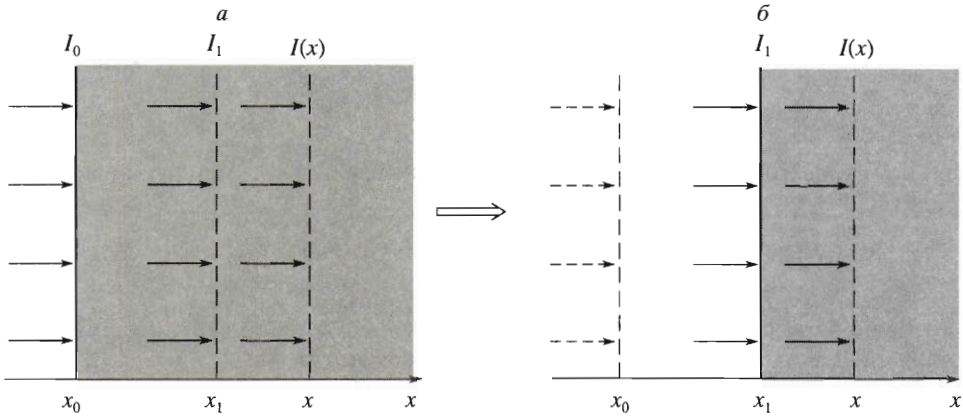 а
I₀ I₁ I(x)
x₀ x₁ x x
б
I₁ I(x)
x₀ x₁ x x